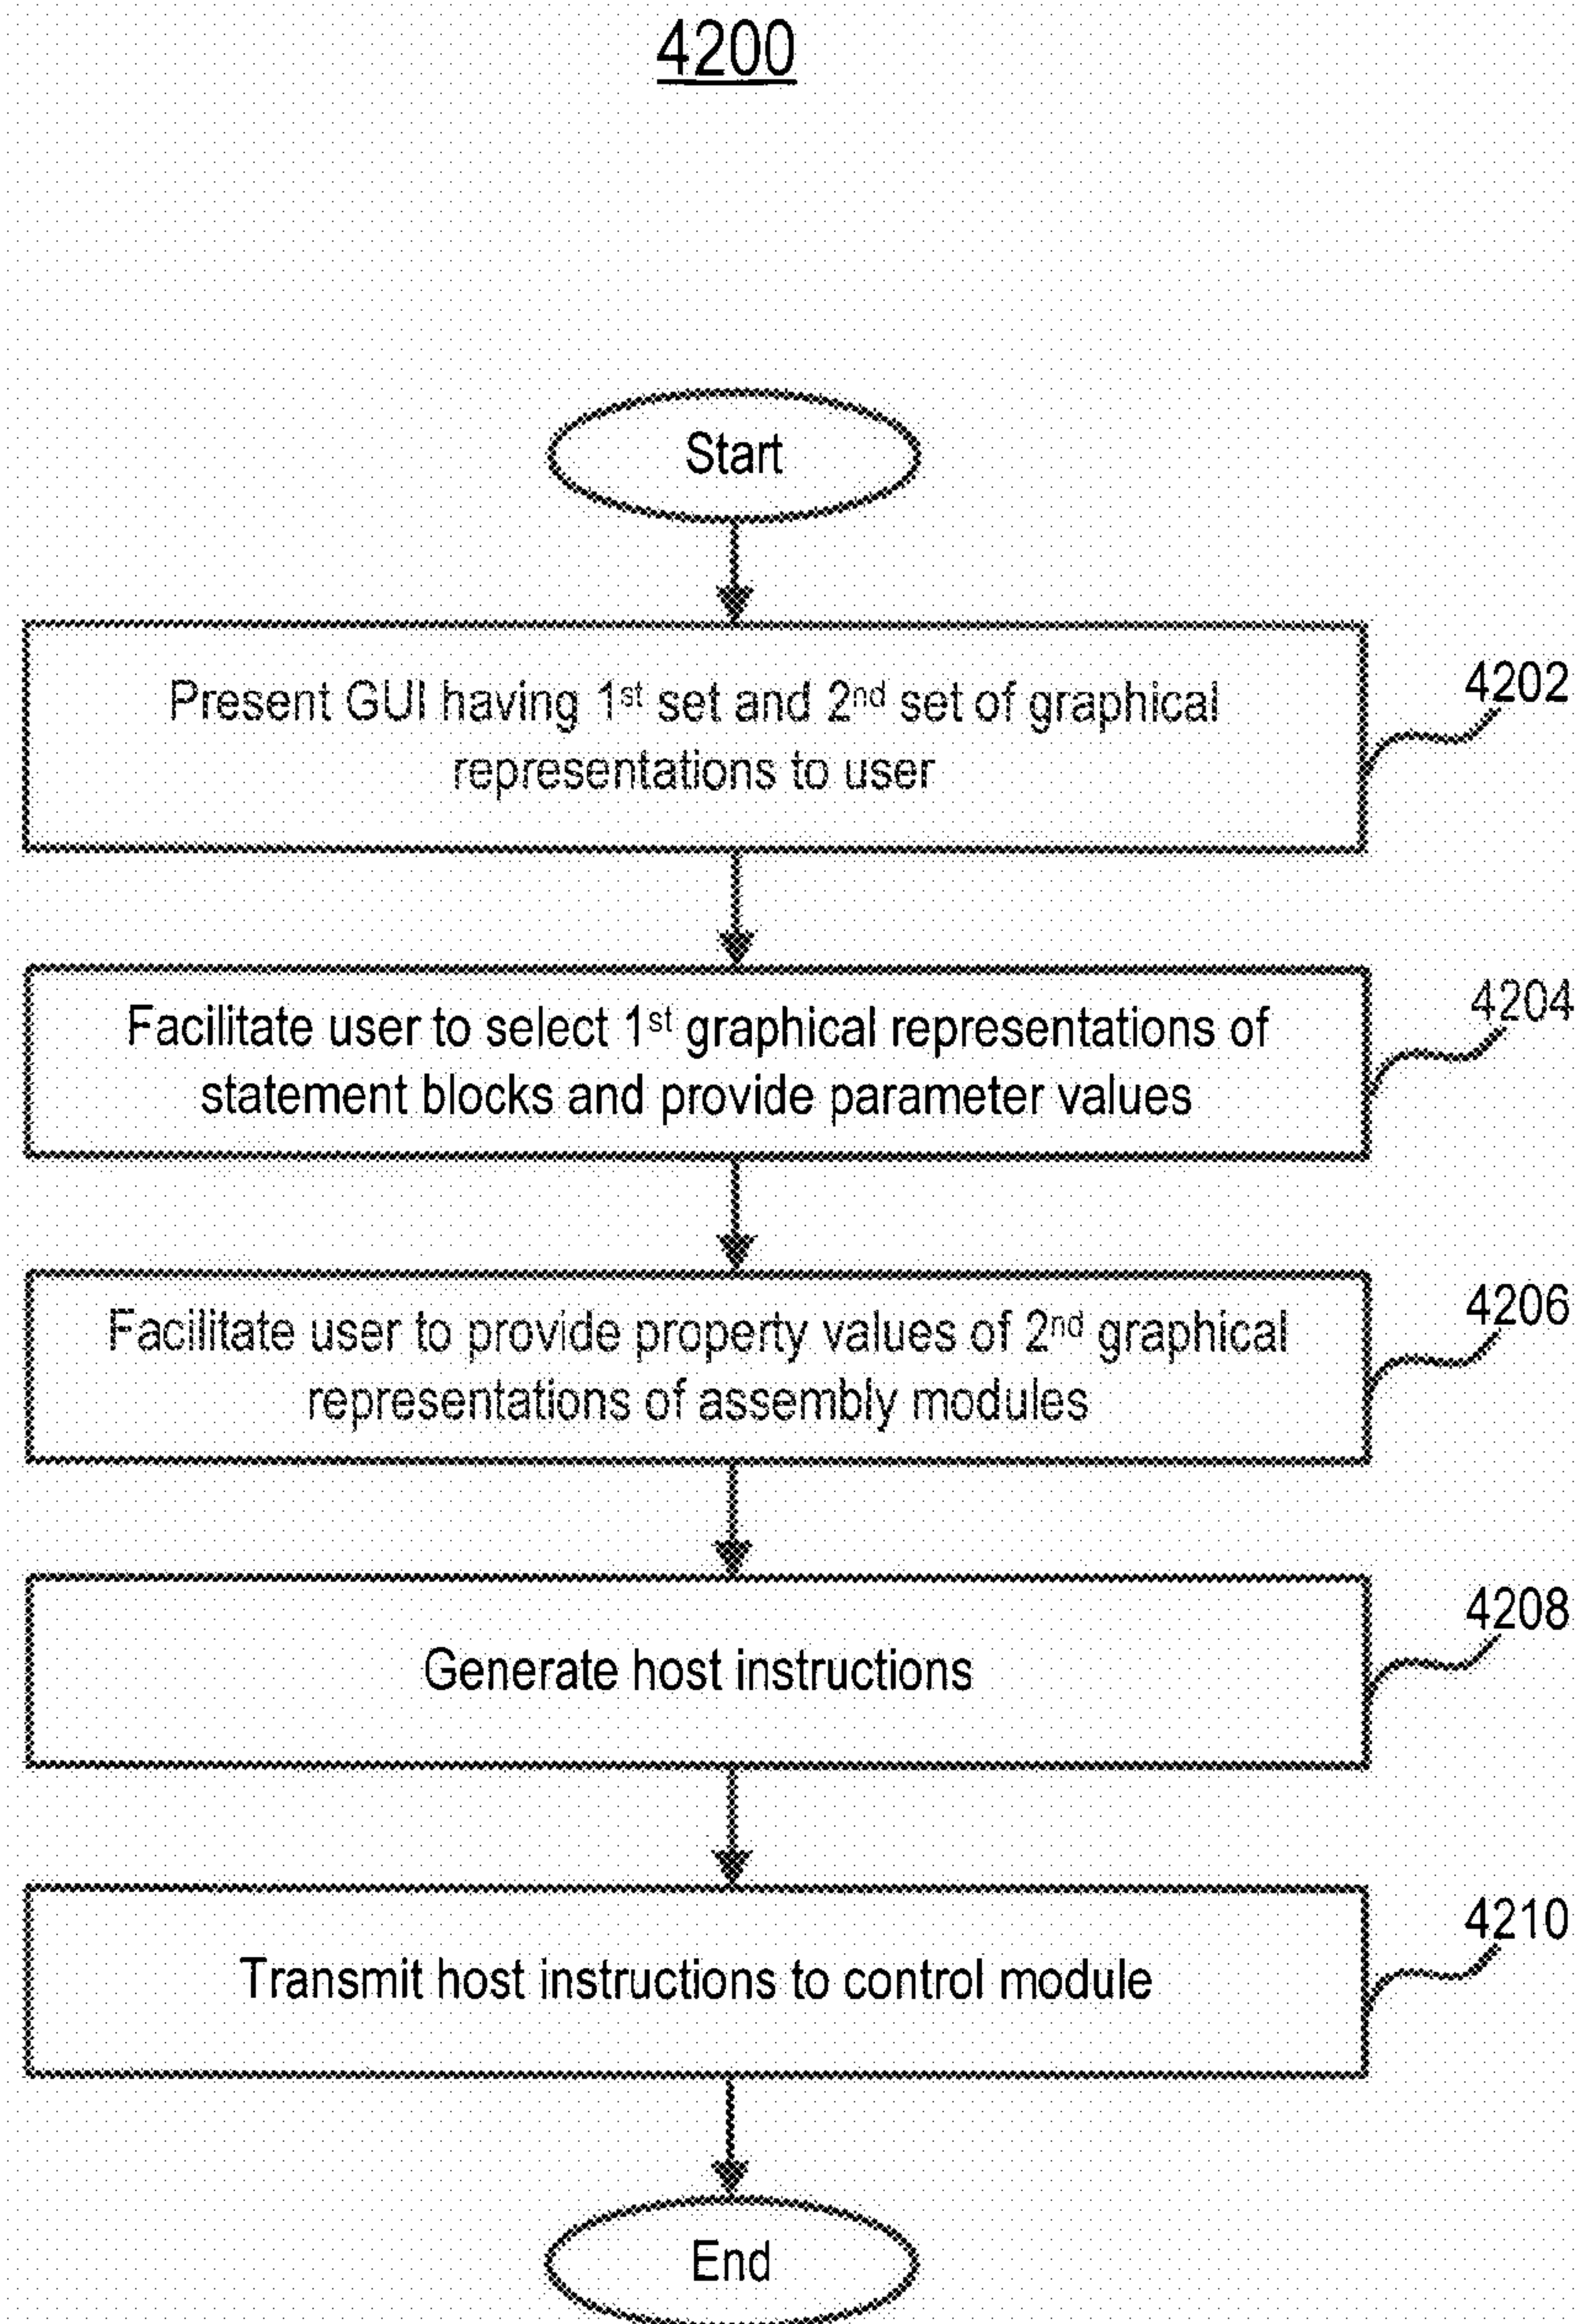 4200
Start
Present GUI having 1st set and 2nd set of graphical
representations to user
4202
Facilitate user to select 1st graphical representations of
statement blocks and provide parameter values
4204
Facilitate user to provide property values of 2nd graphical
representations of assembly modules
4206
Generate host instructions
4208
Transmit host instructions to control module
4210
End